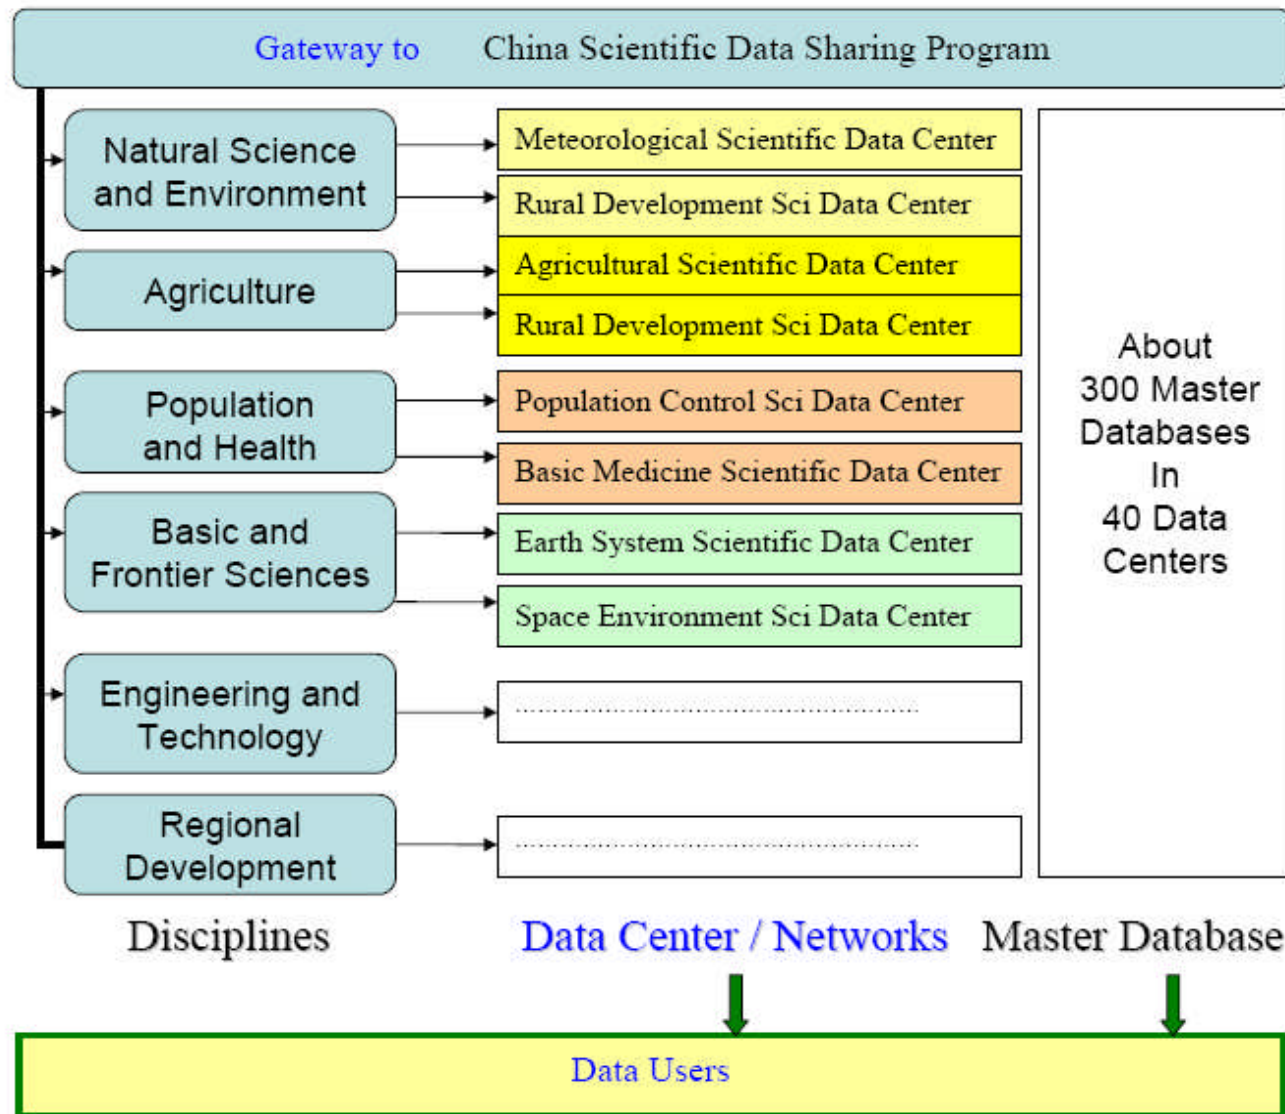 Gateway to China Scientific Data Sharing Program
Natural Science
and Environment
Meteorological Scientific Data Center
Rural Development Sci Data Center
Agriculture
Agricultural Scientific Data Center
Rural Development Sci Data Center
Population
and Health
Population Control Sci Data Center
Basic Medicine Scientific Data Center
Basic and
Frontier Sciences
Earth System Scientific Data Center
Space Environment Sci Data Center
Engineering and
Technology
......................................................
Regional
Development
......................................................
About
300 Master
Databases
In
40 Data
Centers
Disciplines
Data Center / Networks
Master Database
Data Users